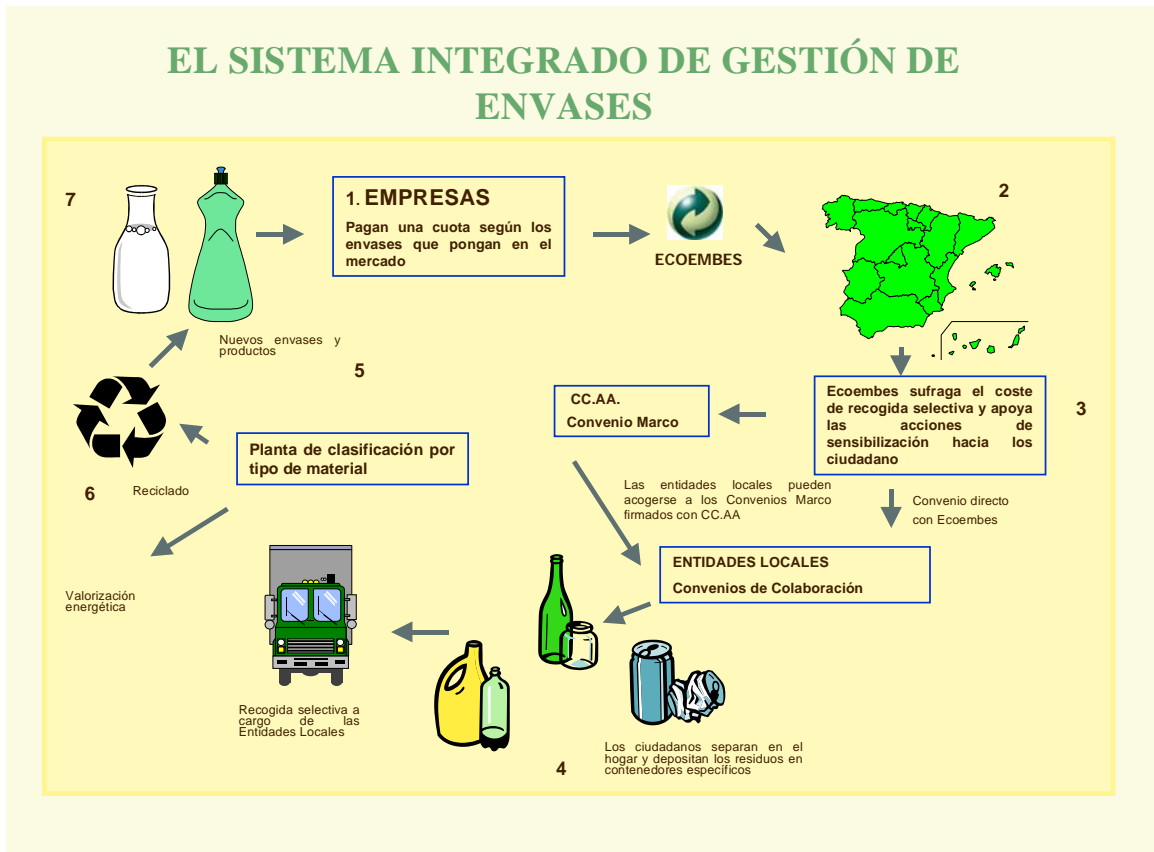 EL SISTEMA INTEGRADO DE GESTIÓN DE
ENVASES
7
1. EMPRESAS
Pagan una cuota según los
envases que pongan en el
mercado
ECOEMBES
2
Nuevos envases y
productos
5
CC.AA.
Convenio Marco
Ecoembes sufraga el coste
de recogida selectiva y apoya
las acciones de
sensibilización hacia los
ciudadano
3
Planta de clasificación por
tipo de material
6
Reciclado
Las entidades locales pueden
acogerse a los Convenios Marco
firmados con CC.AA
Convenio directo
con Ecoembes
ENTIDADES LOCALES
Convenios de Colaboración
Valorización
energética
Recogida selectiva a
cargo de las
Entidades Locales
4
Los ciudadanos separan en el
hogar y depositan los residuos en
contenedores específicos